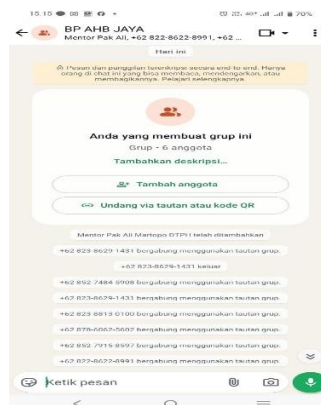 15.15
70%
BP AHB JAYA
Mentor Pak Ali, +62 822-8622-8991, +62 ...
Hari ini
Pesan dan panggilan terenkripsi secara end-to-end. Hanya
orang di chat ini yang bisa membaca, mendengarkan, atau
membagikannya. Pelajari selengkapnya.
Anda yang membuat grup ini
Grup - 6 anggota
Tambahkan deskripsi...
Tambah anggota
Undang via tautan atau kode QR
Mentor Pak Ali Martopo DTPH telah ditambahkan
+62 823-8629-1431 bergabung menggunakan tautan grup.
+62 823-8629-1431 keluar
+62 852-7484-5908 bergabung menggunakan tautan grup.
+62 823-8629-1431 bergabung menggunakan tautan grup.
+62 823-8813-0100 bergabung menggunakan tautan grup.
+62 878-6062-5602 bergabung menggunakan tautan grup.
+62 852-7915-8597 bergabung menggunakan tautan grup.
+62 822-8622-8991 bergabung menggunakan tautan grup.
Ketik pesan